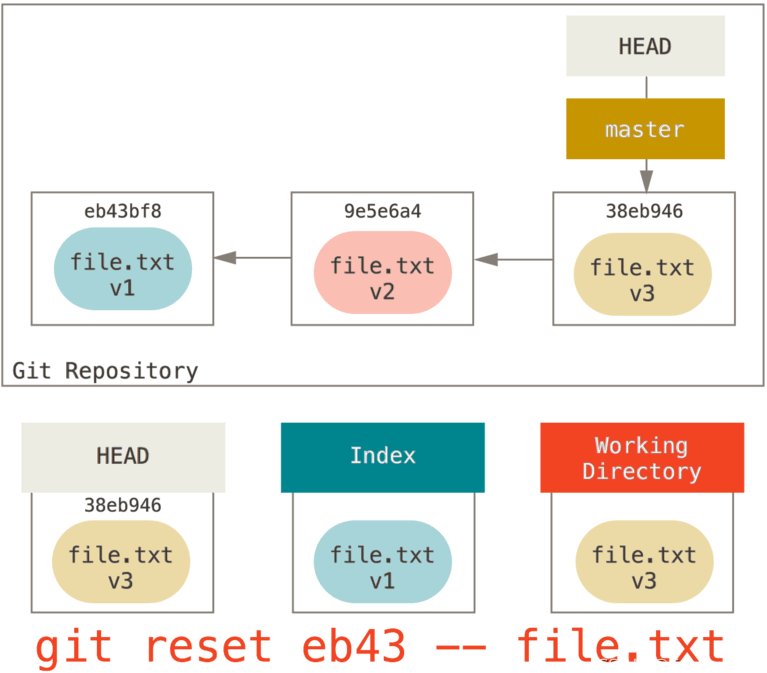 HEAD
master
eb43bf8
9e5e6a4
38eb946
file.txt
v1
file.txt
v2
file.txt
v3
Git Repository
HEAD
Index
Working
Directory
38eb946
file.txt
v3
file.txt
v1
file.txt
v3
git reset eb43 —— file.txt